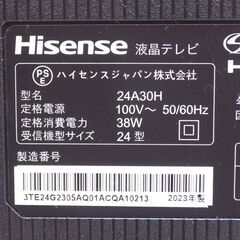 Hisense 液晶テレビ
PS
E
ハイセンスジャパン株式会社
型名 24A30H
定格電源 100V～ 50/60Hz
定格消費電力 38W
受信機型サイズ 24型
製造番号
3TE24G2305AQ01ACQA10213 2023年製